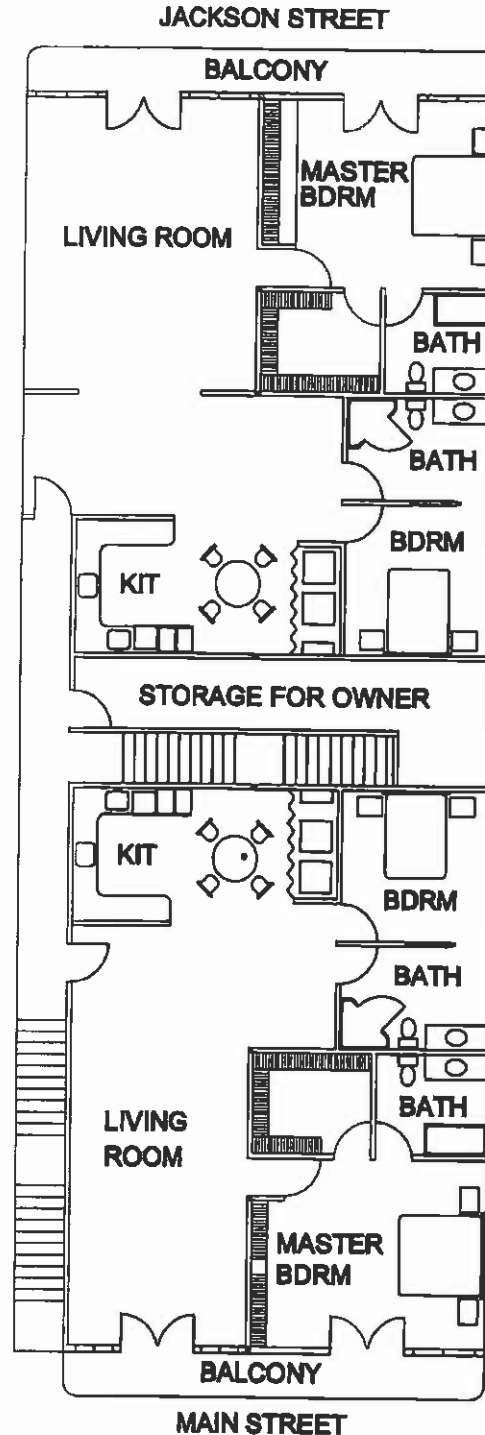 JACKSON STREET
BALCONY
MASTER
BDRM
LIVING ROOM
BATH
BATH
BDRM
KIT
STORAGE FOR OWNER
KIT
BDRM
BATH
BATH
LIVING
ROOM
MASTER
BDRM
BALCONY
MAIN STREET